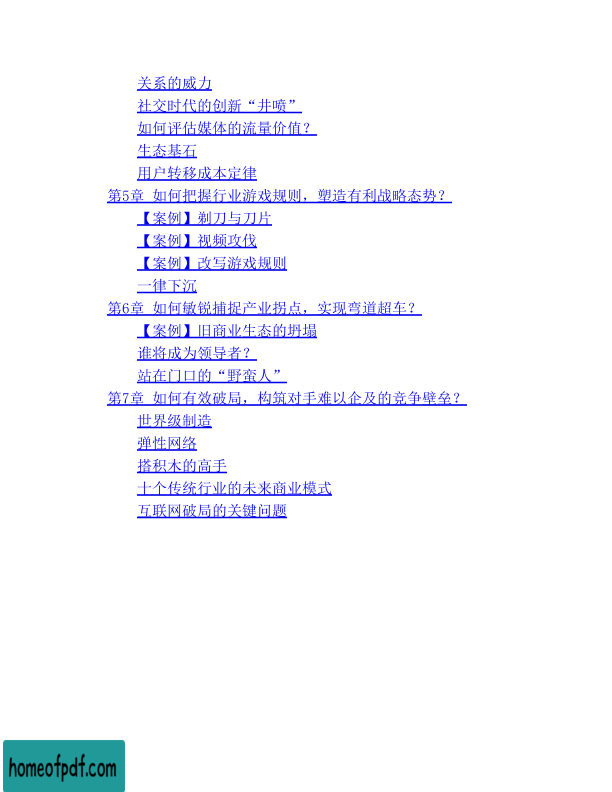 关系的威力
社交时代的创新“井喷”
如何评估媒体的流量价值？
生态基石
用户转移成本定律
第5章 如何把握行业游戏规则，塑造有利战略态势？
【案例】剃刀与刀片
【案例】视频攻伐
【案例】改写游戏规则
一律下沉
第6章 如何敏锐捕捉产业拐点，实现弯道超车？
【案例】旧商业生态的坍塌
谁将成为领导者？
站在门口的“野蛮人”
第7章 如何有效破局，构筑对手难以企及的竞争壁垒？
世界级制造
弹性网络
搭积木的高手
十个传统行业的未来商业模式
互联网破局的关键问题
homeofpdf.com